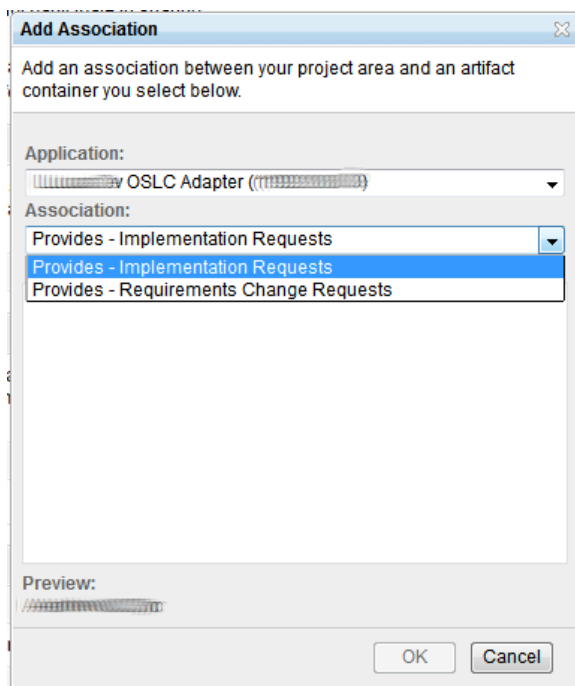 Add Association
Add an association between your project area and an artifact
container you select below.
Application:
OSLC Adapter
Association:
Provides - Implementation Requests
Provides - Implementation Requests
Provides - Requirements Change Requests
Preview:
OK
Cancel